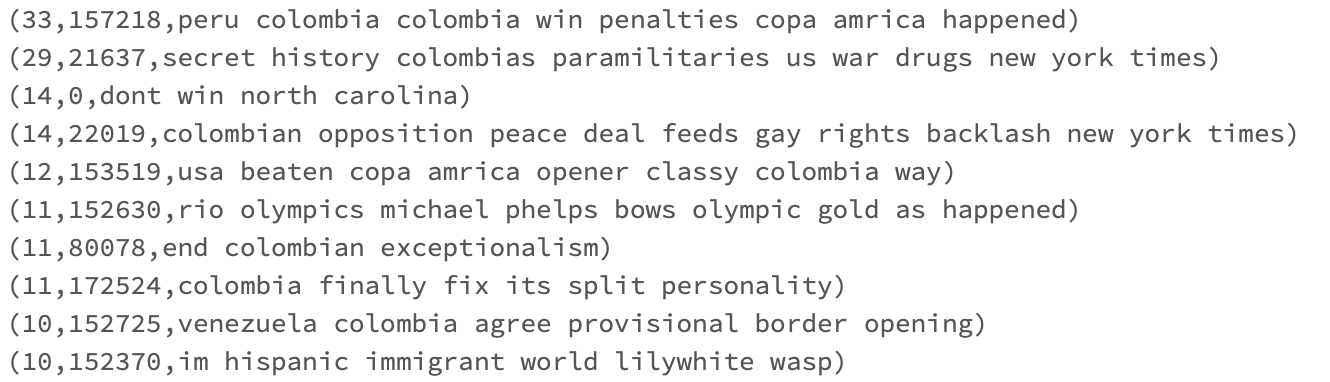 (33,157218,peru colombia colombia win penalties copa amrica happened)
(29,21637,secret history colombias paramilitaries us war drugs new york times)
(14,0,dont win north carolina)
(14,22019,colombian opposition peace deal feeds gay rights backlash new york times)
(12,153519,usa beaten copa amrica opener classy colombia way)
(11,152630,rio olympics michael phelps bows olympic gold as happened)
(11,80078,end colombian exceptionalism)
(11,172524,colombia finally fix its split personality)
(10,152725,venezuela colombia agree provisional border opening)
(10,152370,im hispanic immigrant world lilywhite wasp)